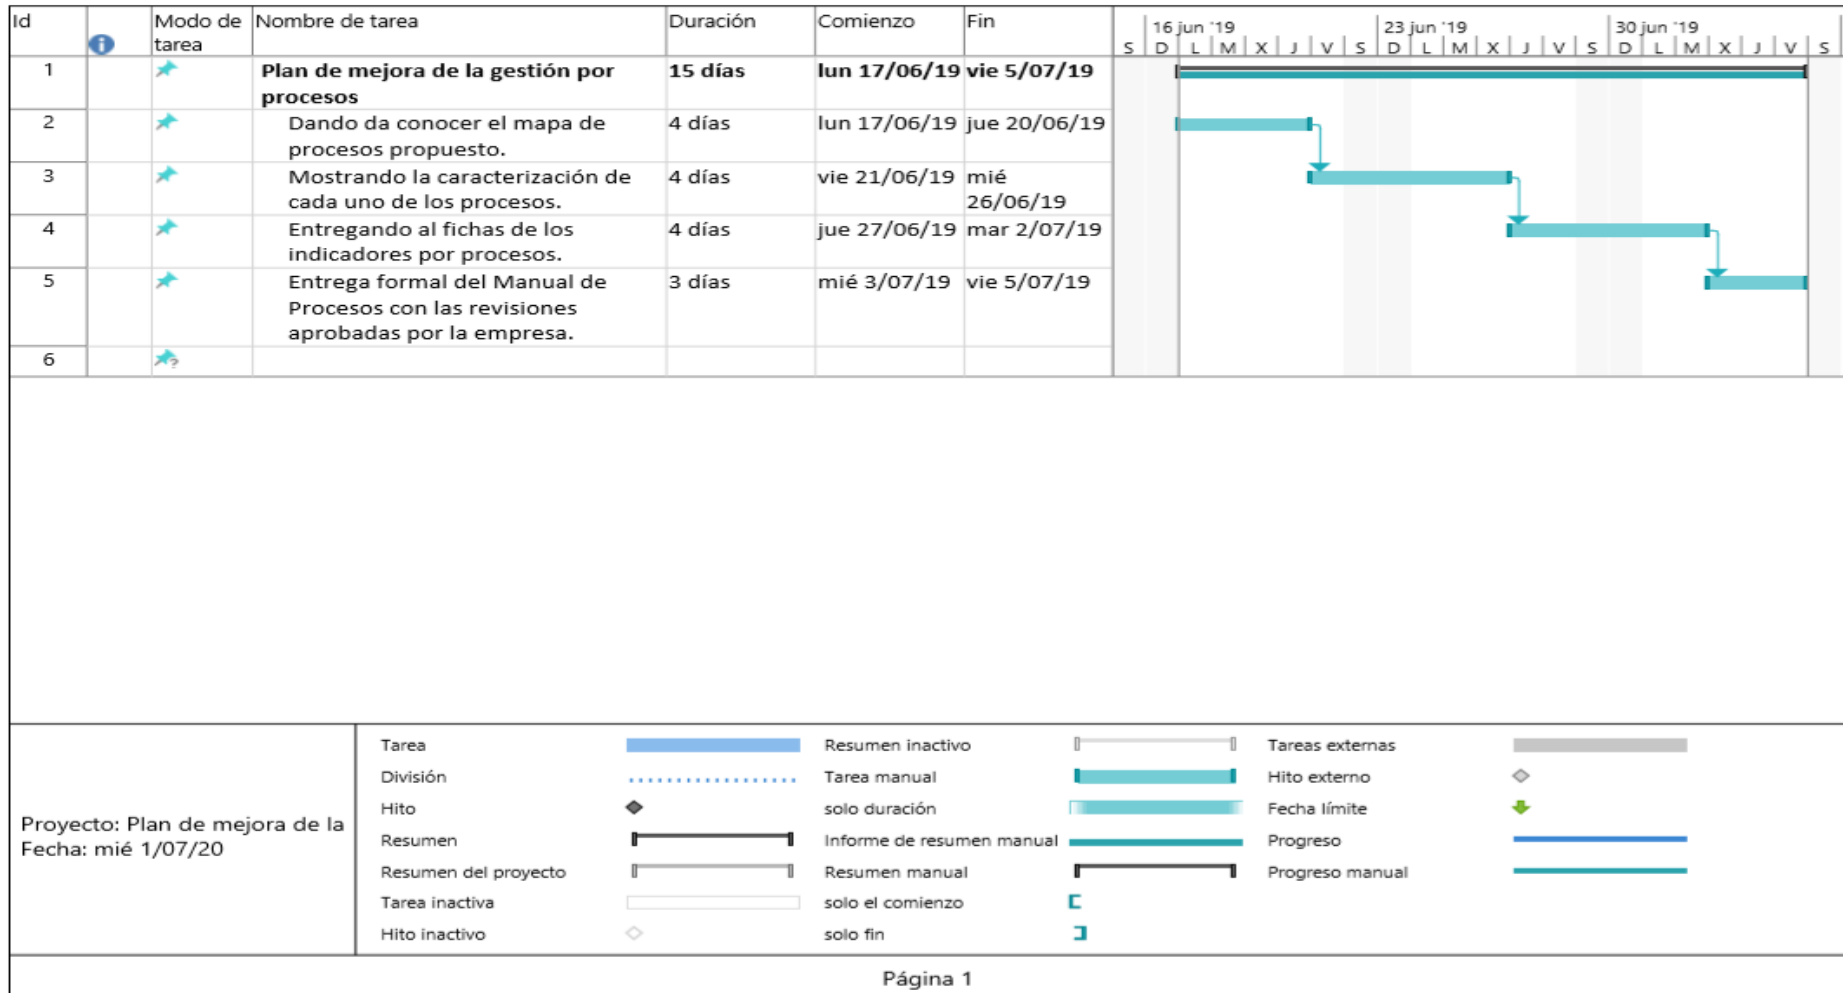 Id Modo de Nombre de tarea Duración Comienzo Fin
tarea
16 jun '19 23 jun '19 30 jun '19
S D L M X J V S D L M X J V S D L M X J V S
1 Plan de mejora de la gestión por 15 días lun 17/06/19 vie 5/07/19
procesos
2 Dando da conocer el mapa de 4 días lun 17/06/19 jue 20/06/19
procesos propuesto.
3 Mostrando la caracterización de 4 días vie 21/06/19 mié
cada uno de los procesos. 26/06/19
4 Entregando al fichas de los 4 días jue 27/06/19 mar 2/07/19
indicadores por procesos.
5 Entrega formal del Manual de 3 días mié 3/07/19 vie 5/07/19
Procesos con las revisiones
aprobadas por la empresa.
6
Proyecto: Plan de mejora de la
Fecha: mié 1/07/20
Tarea
División
Hito
Resumen
Resumen del proyecto
Tarea inactiva
Hito inactivo
Resumen inactivo
Tarea manual
solo duración
Informe de resumen manual
Resumen manual
solo el comienzo
solo fin
Tareas externas
Hito externo
Fecha límite
Progreso
Progreso manual
Página 1